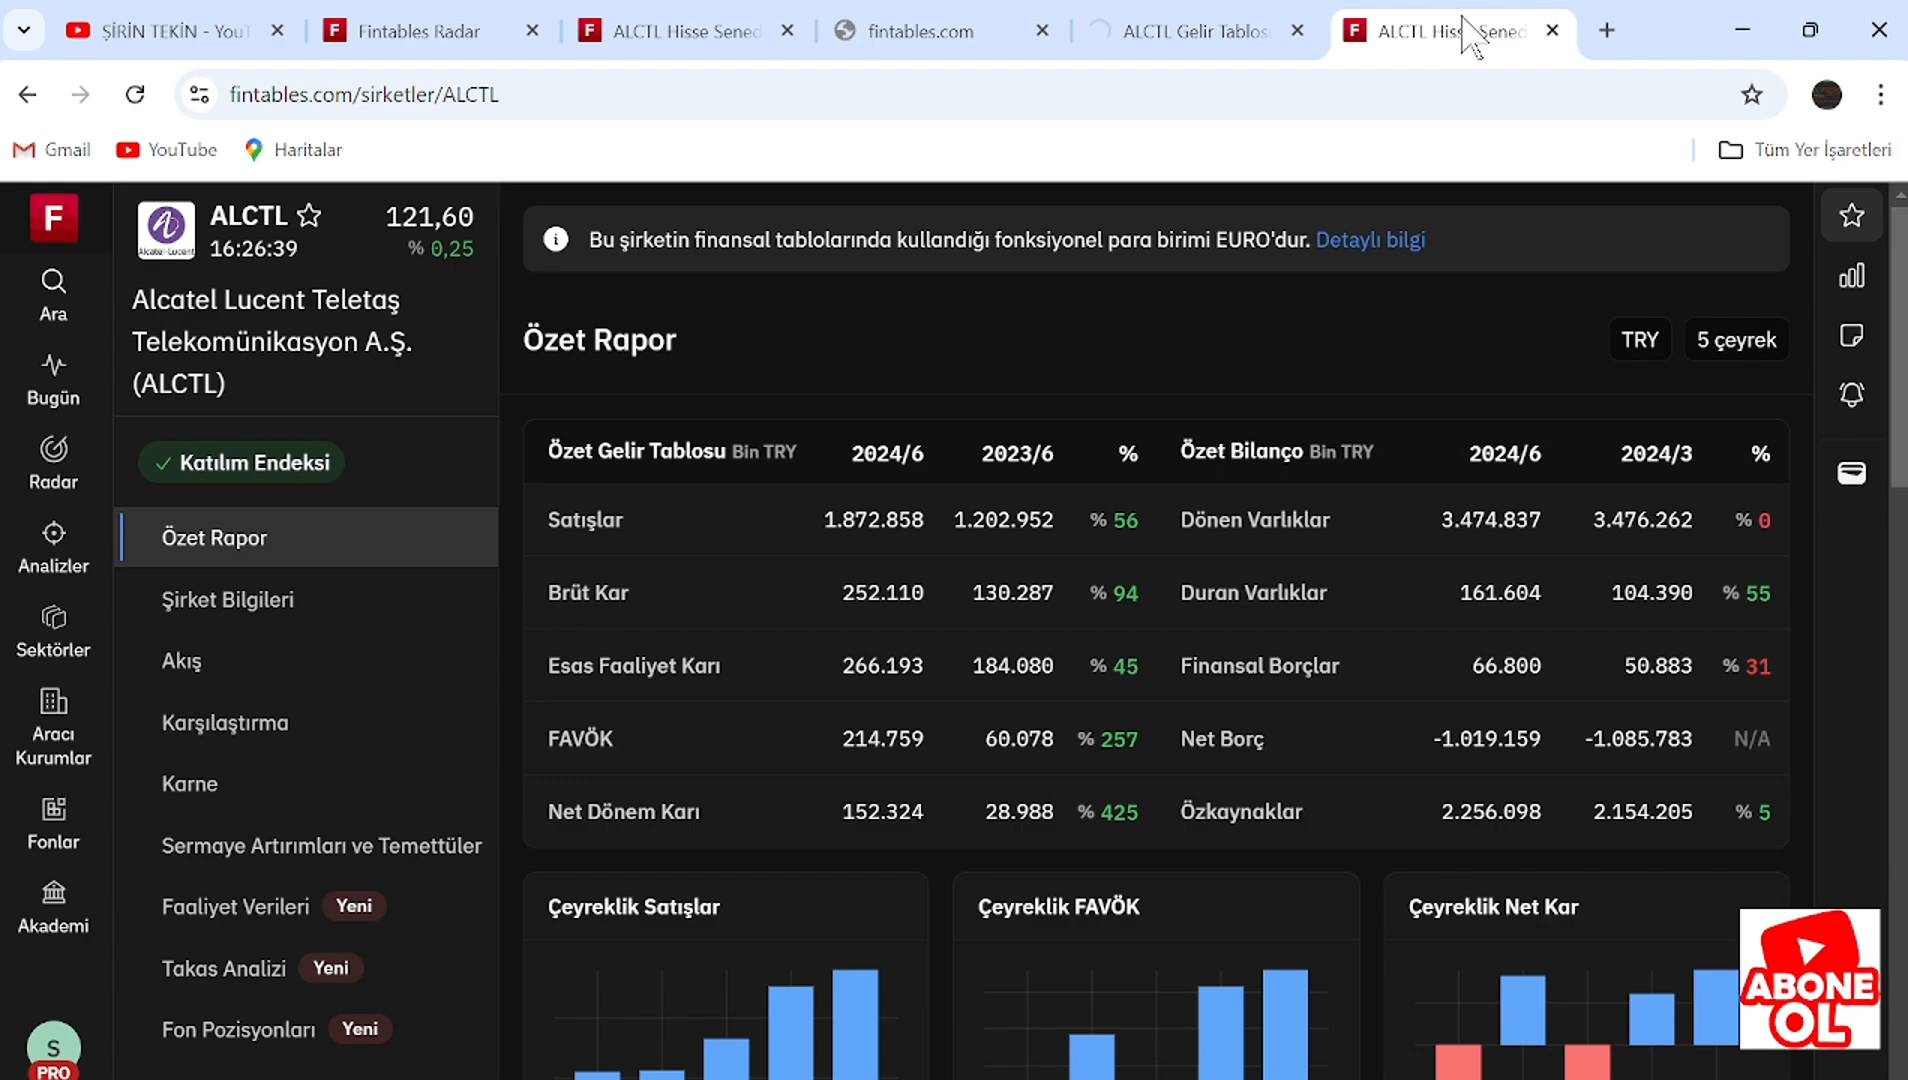 ŞİRİN TEKİN - You
Fintables Radar
ALCTL Hisse Sened
fintables.com
ALCTL Gelir Tablos
ALCTL Hiss Sened
fintables.com/sirketler/ALCTL
Gmail
YouTube
Haritalar
Tüm Yer İşaretleri
F
Ara
Bugün
Radar
Analizler
Sektörler
Aracı
Kurumlar
Fonlar
Akademi
S
PRO
Alcatel-Lucent
ALCTL 121,60
16:26:39 % 0,25
Alcatel Lucent Teletaş
Telekomünikasyon A.Ş.
(ALCTL)
Katılım Endeksi
Özet Rapor
Şirket Bilgileri
Akış
Karşılaştırma
Karne
Sermaye Artırımları ve Temettüler
Faaliyet Verileri Yeni
Takas Analizi Yeni
Fon Pozisyonları Yeni
Bu şirketin finansal tablolarında kullandığı fonksiyonel para birimi EURO'dur. Detaylı bilgi
Özet Rapor TRY 5 çeyrek
Özet Gelir Tablosu Bin TRY 2024/6 2023/6 % Özet Bilanço Bin TRY 2024/6 2024/3 %
Satışlar 1.872.858 1.202.952 % 56 Dönen Varlıklar 3.474.837 3.476.262 % 0
Brüt Kar 252.110 130.287 % 94 Duran Varlıklar 161.604 104.390 % 55
Esas Faaliyet Karı 266.193 184.080 % 45 Finansal Borçlar 66.800 50.883 % 31
FAVÖK 214.759 60.078 % 257 Net Borç -1.019.159 -1.085.783 N/A
Net Dönem Karı 152.324 28.988 % 425 Özkaynaklar 2.256.098 2.154.205 % 5
Çeyreklik Satışlar
Çeyreklik FAVÖK
Çeyreklik Net Kar
ABONE
OL